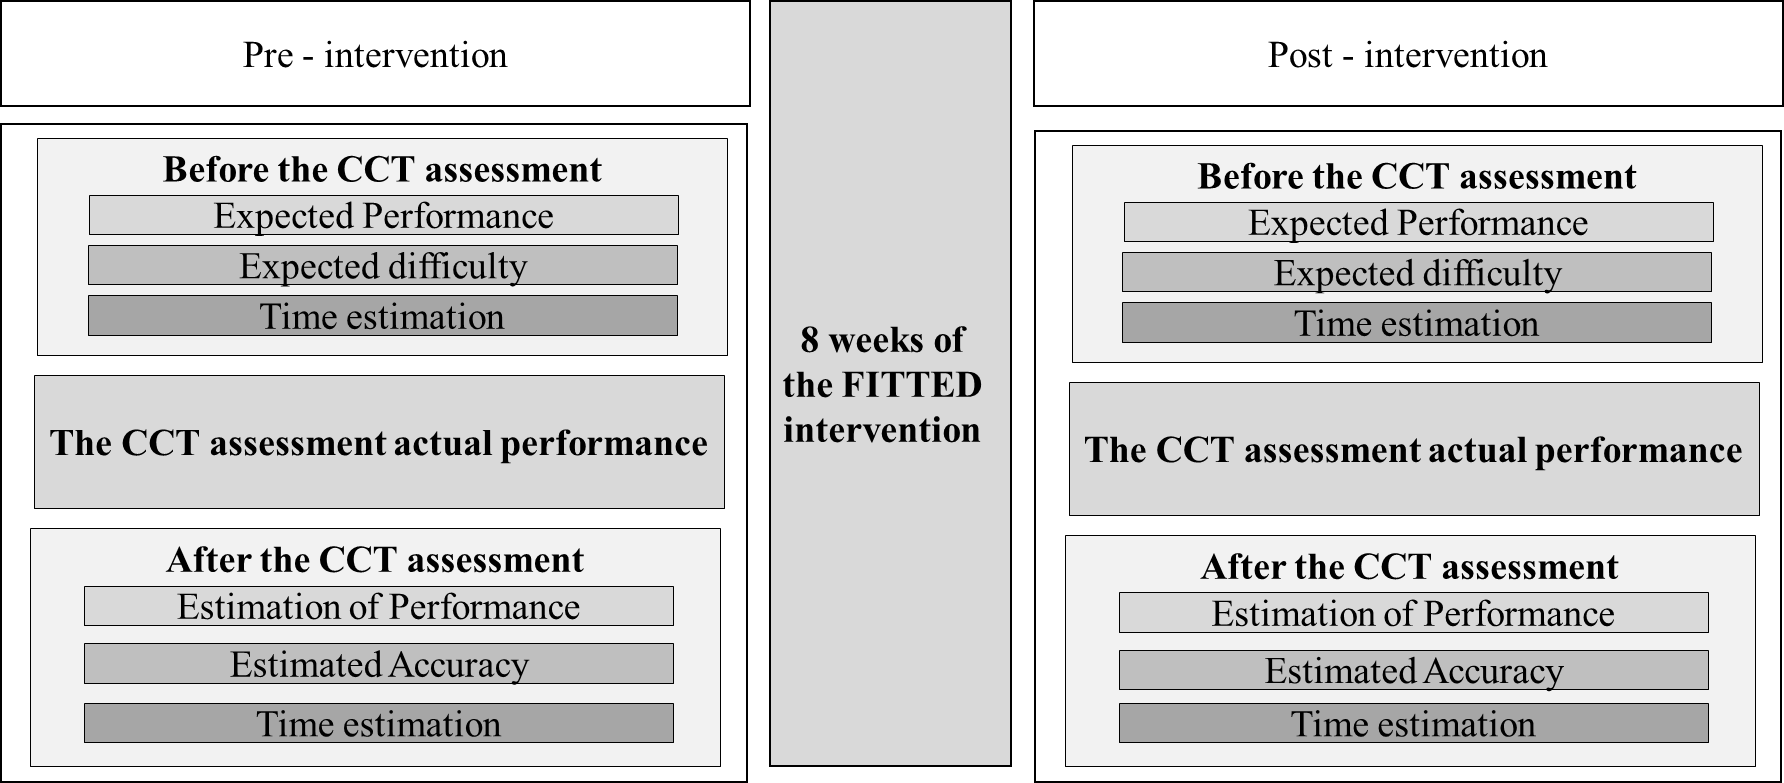 Pre - intervention
Before the CCT assessment
Expected Performance
Expected difficulty
Time estimation
The CCT assessment actual performance
After the CCT assessment
Estimation of Performance
Estimated Accuracy
Time estimation
8 weeks of
the FITTED
intervention
Post - intervention
Before the CCT assessment
Expected Performance
Expected difficulty
Time estimation
The CCT assessment actual performance
After the CCT assessment
Estimation of Performance
Estimated Accuracy
Time estimation